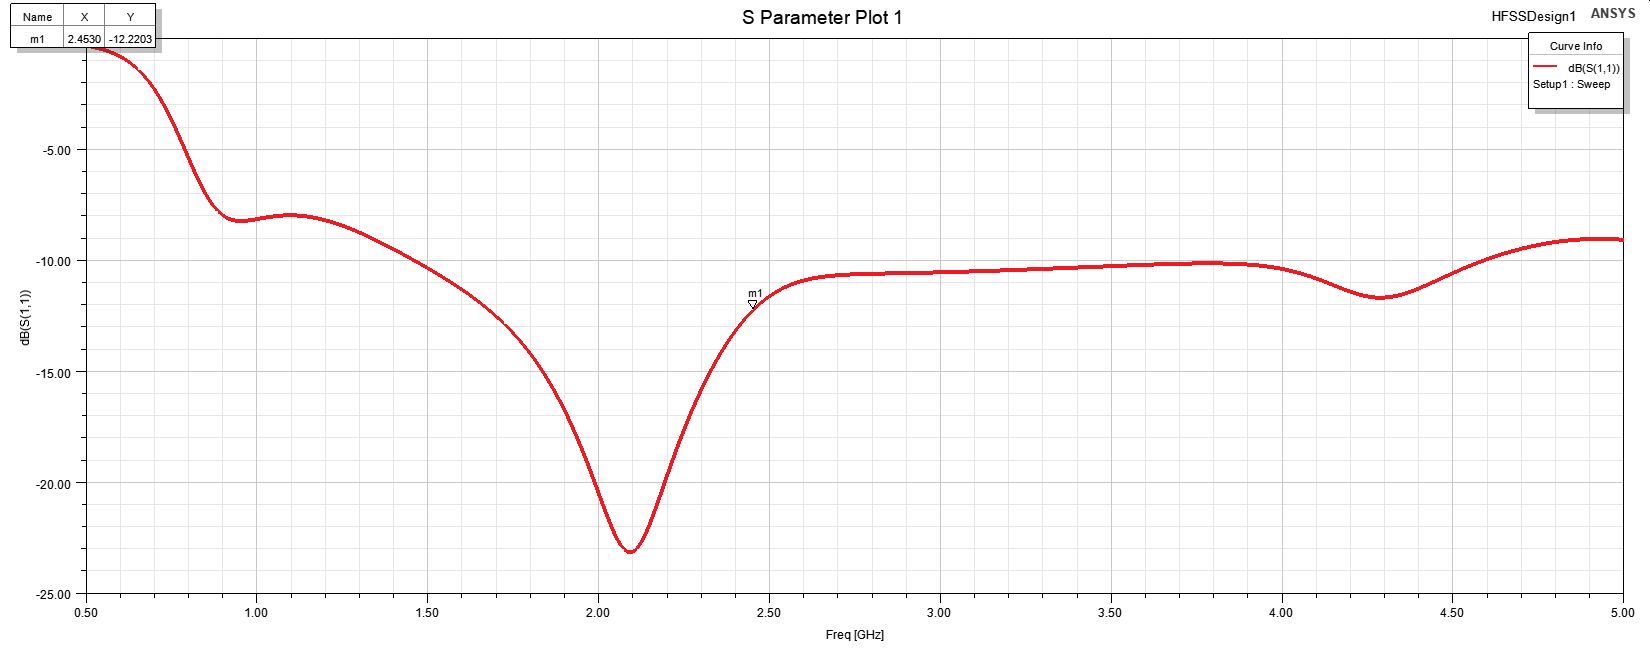 S Parameter Plot 1
HFSSDesign1
ANSYS
Name X Y
m1 2.4530 -12.2203
Curve Info
dB(S(1,1))
Setup1 : Sweep
m1
dB(S(1,1))
-5.00
-10.00
-15.00
-20.00
-25.00
0.50 1.00 1.50 2.00 2.50 3.00 3.50 4.00 4.50 5.00
Freq [GHz]